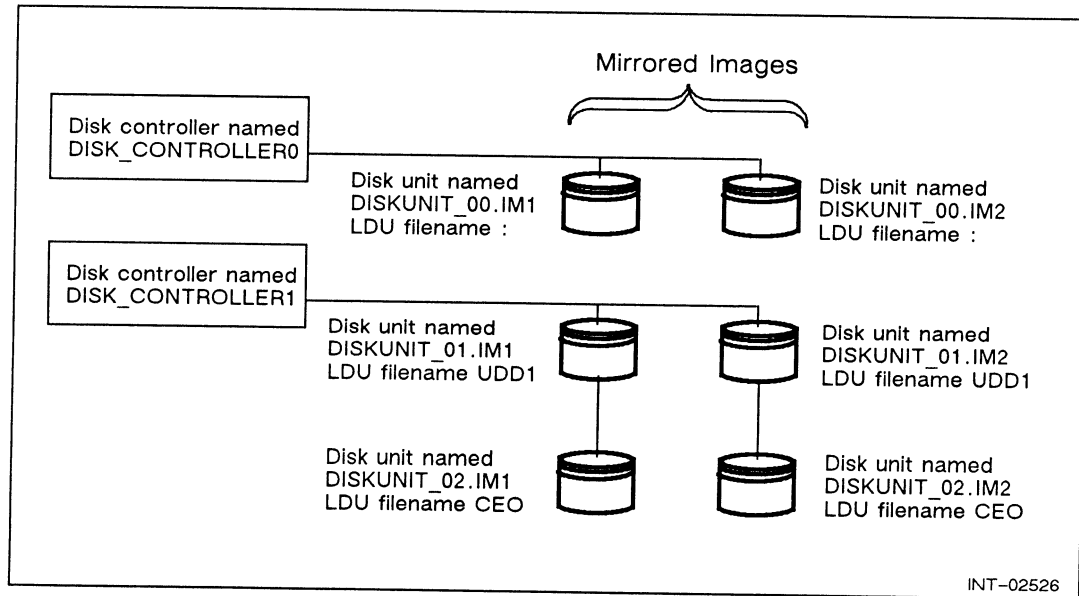 Mirrored Images
Disk controller named
DISK_CONTROLLER0
Disk unit named
DISKUNIT_00.IM1
LDU filename :
Disk unit named
DISKUNIT_00.IM2
LDU filename :
Disk controller named
DISK_CONTROLLER1
Disk unit named
DISKUNIT_01.IM1
LDU filename UDD1
Disk unit named
DISKUNIT_01.IM2
LDU filename UDD1
Disk unit named
DISKUNIT_02.IM1
LDU filename CEO
Disk unit named
DISKUNIT_02.IM2
LDU filename CEO
INT-02526